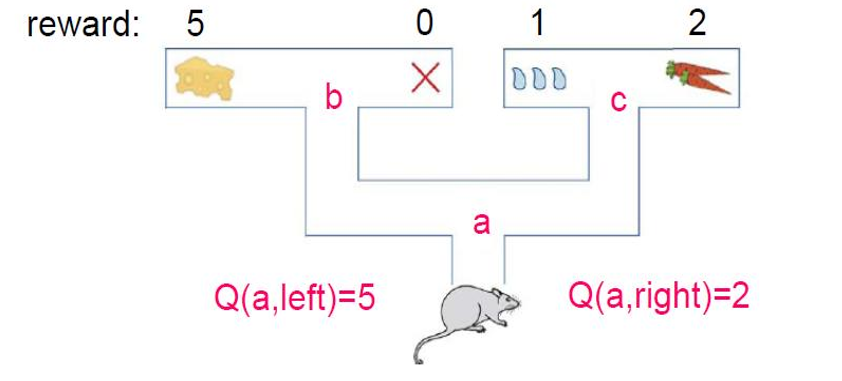 reward: 5 0 1 2
b c
a
Q(a,left)=5 Q(a,right)=2